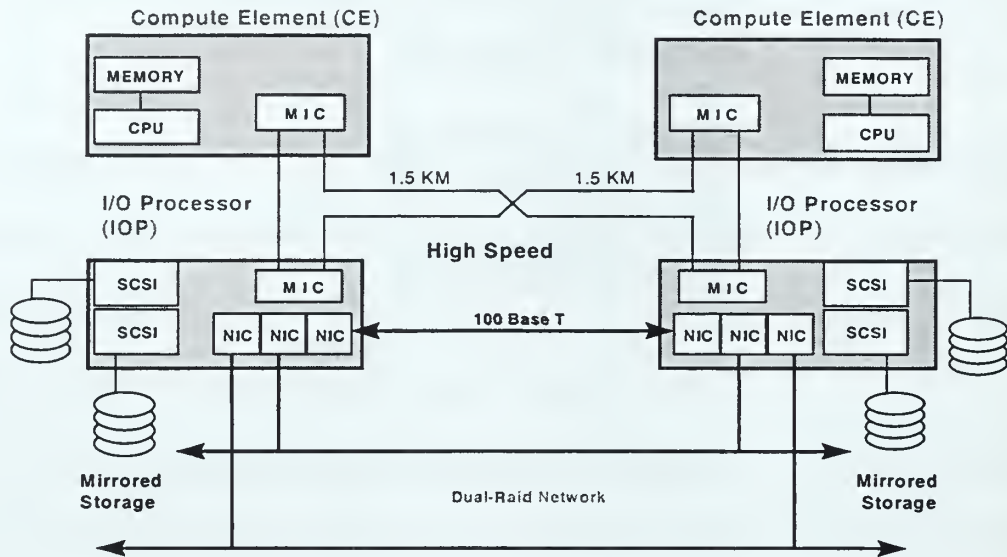 Compute Element (CE)
Compute Element (CE)
MEMORY
CPU
MIC
MEMORY
CPU
MIC
1.5 KM
1.5 KM
I/O Processor
(IOP)
I/O Processor
(IOP)
High Speed
SCSI
SCSI
MIC
NIC
NIC
NIC
100 Base T
MIC
NIC
NIC
NIC
SCSI
SCSI
Mirrored
Storage
Mirrored
Storage
Dual-Raid Network